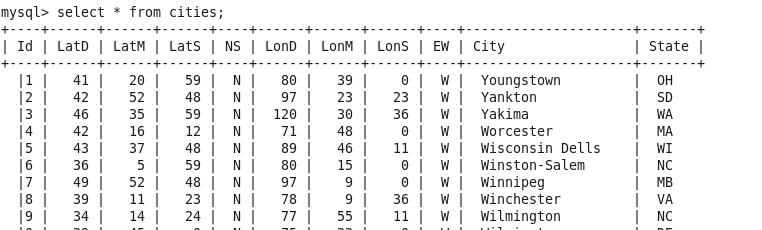 mysql> select * from cities;
+----+------+------+------+----+------+------+------+----+---------------------+-------+
| Id | LatD | LatM | LatS | NS | LonD | LonM | LonS | EW | City                | State |
+----+------+------+------+----+------+------+------+----+---------------------+-------+
  |1 |   41 |   20 |   59 |  N |   80 |   39 |    0 |  W |  Youngstown         |  OH
  |2 |   42 |   52 |   48 |  N |   97 |   23 |   23 |  W |  Yankton            |  SD
  |3 |   46 |   35 |   59 |  N |  120 |   30 |   36 |  W |  Yakima             |  WA
  |4 |   42 |   16 |   12 |  N |   71 |   48 |    0 |  W |  Worcester          |  MA
  |5 |   43 |   37 |   48 |  N |   89 |   46 |   11 |  W |  Wisconsin Dells    |  WI
  |6 |   36 |    5 |   59 |  N |   80 |   15 |    0 |  W |  Winston-Salem      |  NC
  |7 |   49 |   52 |   48 |  N |   97 |    9 |    0 |  W |  Winnipeg           |  MB
  |8 |   39 |   11 |   23 |  N |   78 |    9 |   36 |  W |  Winchester         |  VA
  |9 |   34 |   14 |   24 |  N |   77 |   55 |   11 |  W |  Wilmington         |  NC